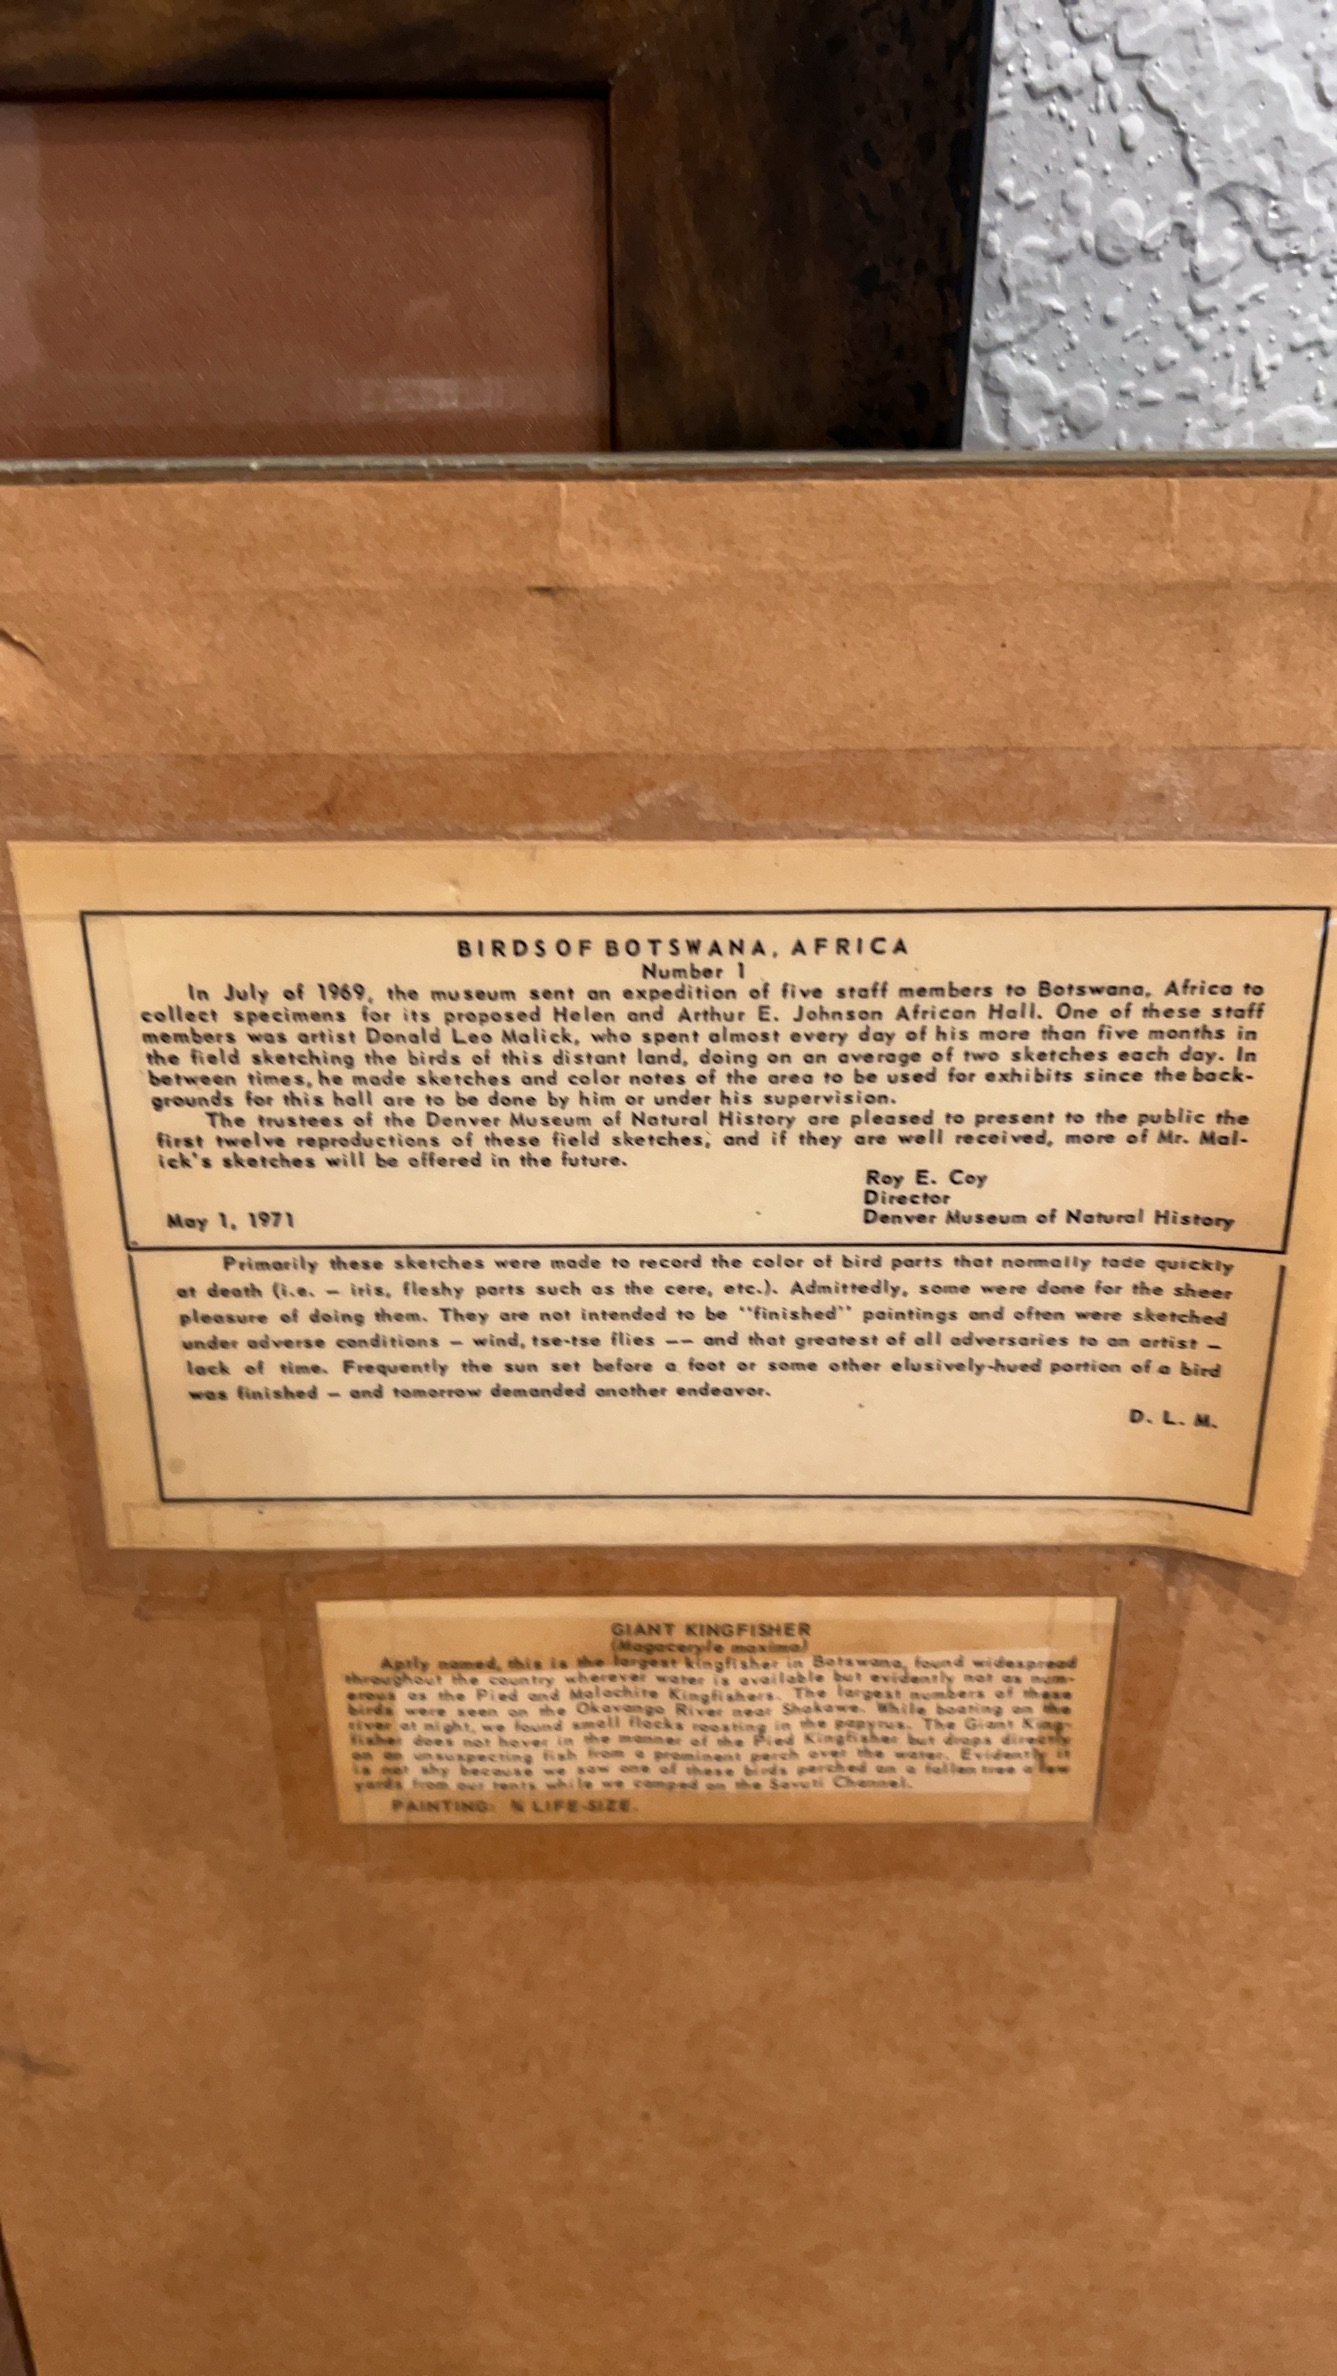 BIRDS OF BOTSWANA, AFRICA
Number 1
In July of 1969, the museum sent an expedition of five staff members to Botswana, Africa to
collect specimens for its proposed Helen and Arthur E. Johnson African Hall. One of these staff
members was artist Donald Leo Malick, who spent almost every day of his more than five months in
the field sketching the birds of this distant land, doing on an average of two sketches each day. In
between times, he made sketches and color notes of the area to be used for exhibits since the back-
grounds for this hall are to be done by him or under his supervision.
The trustees of the Denver Museum of Natural History are pleased to present to the public the
first twelve reproductions of these field sketches, and if they are well received, more of Mr. Mal-
ick's sketches will be offered in the future.
Roy E. Coy
Director
May 1, 1971 Denver Museum of Natural History
Primarily these sketches were made to record the color of bird parts that normally fade quickly
at death (i.e. – iris, fleshy parts such as the cere, etc.). Admittedly, some were done for the sheer
pleasure of doing them. They are not intended to be "finished" paintings and often were sketched
under adverse conditions – wind, tse-tse flies -- and that greatest of all adversaries to an artist –
lack of time. Frequently the sun set before a foot or some other elusively-hued portion of a bird
was finished – and tomorrow demanded another endeavor.
D. L. M.
GIANT KINGFISHER
(Megaceryle maxima)
Aptly named, this is the largest kingfisher in Botswana, found widespread
throughout the country wherever water is available but evidently not as num-
erous as the Pied and Malachite Kingfishers. The largest numbers of these
birds were seen on the Okavango River near Shakawe. While boating on the
river at night, we found small flocks roosting in the papyrus. The Giant King-
fisher does not hover in the manner of the Pied Kingfisher but drops directly
on an unsuspecting fish from a prominent perch over the water. Evidently it
is not shy because we saw one of these birds perched on a fallen tree a few
yards from our tents while we camped on the Savuti Channel.
PAINTING: LIFE-SIZE.